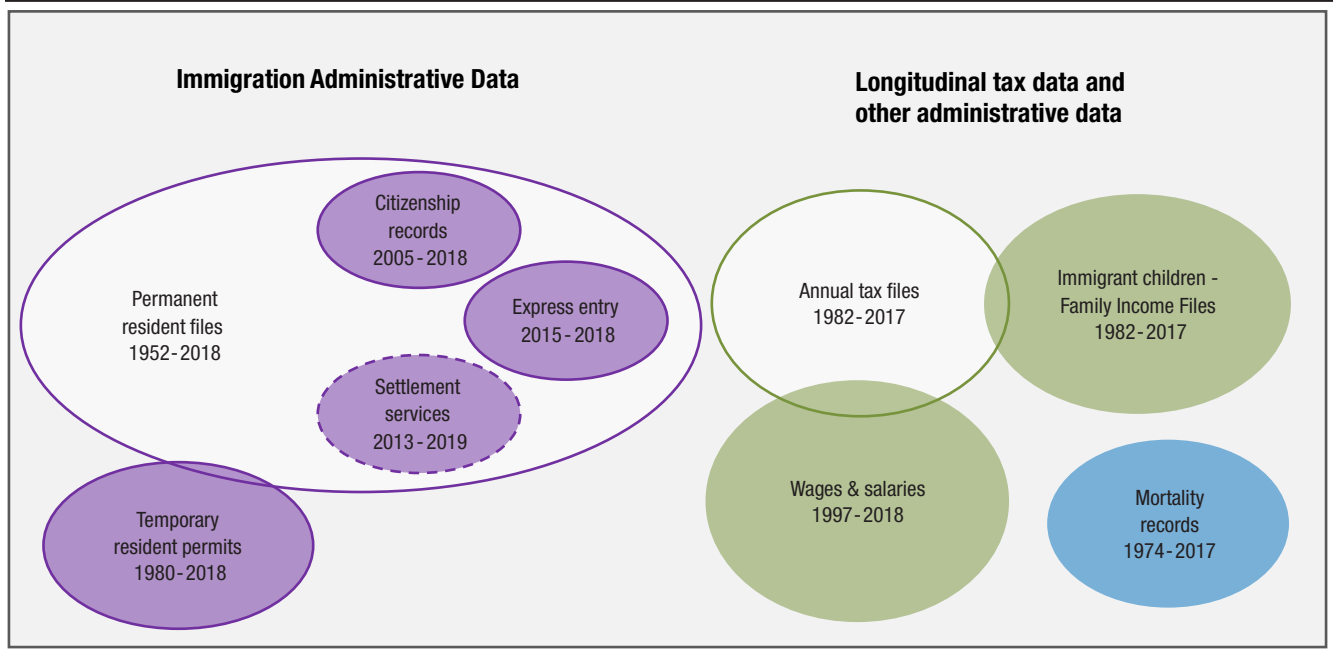 Immigration Administrative Data
Longitudinal tax data and
other administrative data
Citizenship
records
2005-2018
Permanent
resident files
1952-2018
Express entry
2015-2018
Settlement
services
2013-2019
Temporary
resident permits
1980-2018
Annual tax files
1982-2017
Immigrant children -
Family Income Files
1982-2017
Wages & salaries
1997-2018
Mortality
records
1974-2017